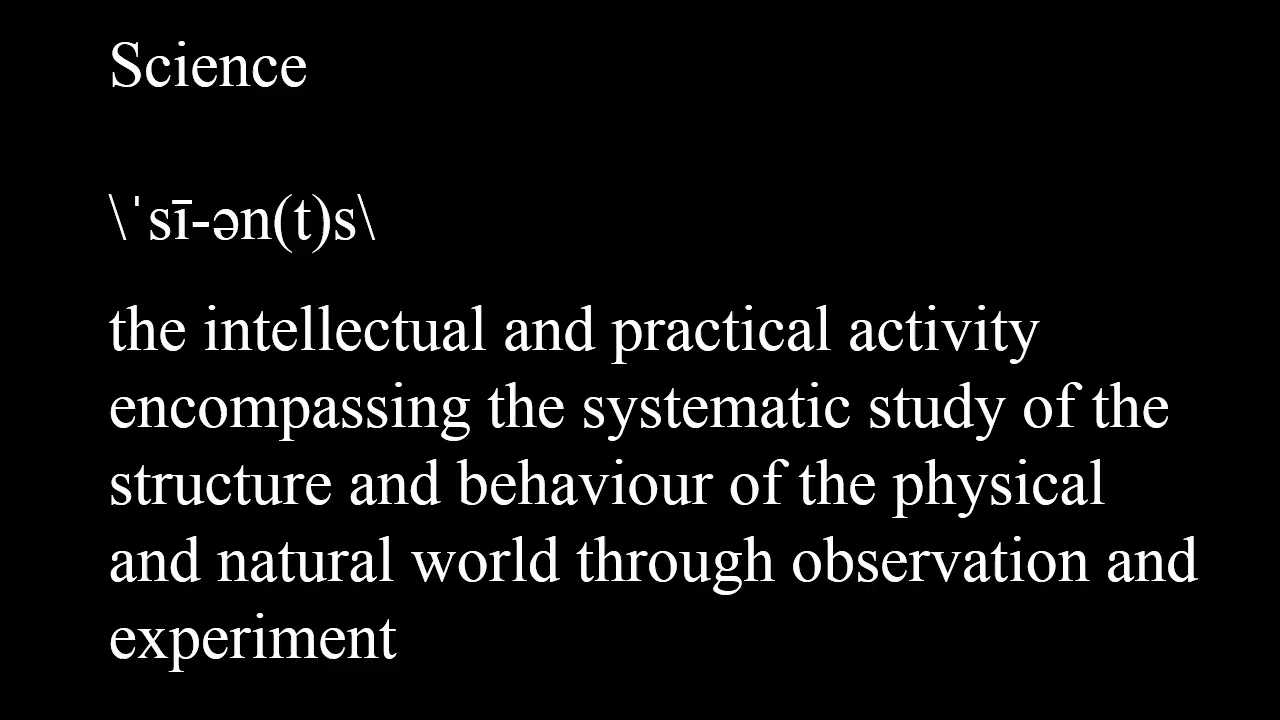 Science
\ˈsī-ən(t)s\
the intellectual and practical activity
encompassing the systematic study of the
structure and behaviour of the physical
and natural world through observation and
experiment